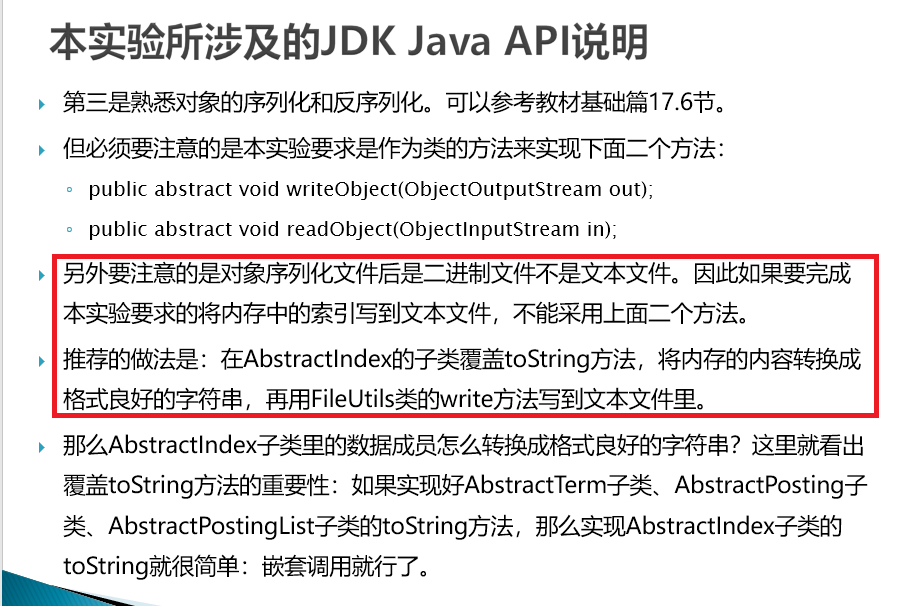 本实验所涉及的JDK Java API说明
第三是熟悉对象的序列化和反序列化。可以参考教材基础篇17.6节。
但必须要注意的是本实验要求是作为类的方法来实现下面二个方法：
public abstract void writeObject(ObjectOutputStream out);
public abstract void readObject(ObjectInputStream in);
另外要注意的是对象序列化文件后是二进制文件不是文本文件。因此如果要完成
本实验要求的将内存中的索引写到文本文件，不能采用上面二个方法。
推荐的做法是：在AbstractIndex的子类覆盖toString方法，将内存的内容转换成
格式良好的字符串，再用FileUtils类的write方法写到文本文件里。
那么AbstractIndex子类里的数据成员怎么转换成格式良好的字符串？这里就看出
覆盖toString方法的重要性：如果实现好AbstractTerm子类、AbstractPosting子
类、AbstractPostingList子类的toString方法，那么实现AbstractIndex子类的
toString就很简单：嵌套调用就行了。